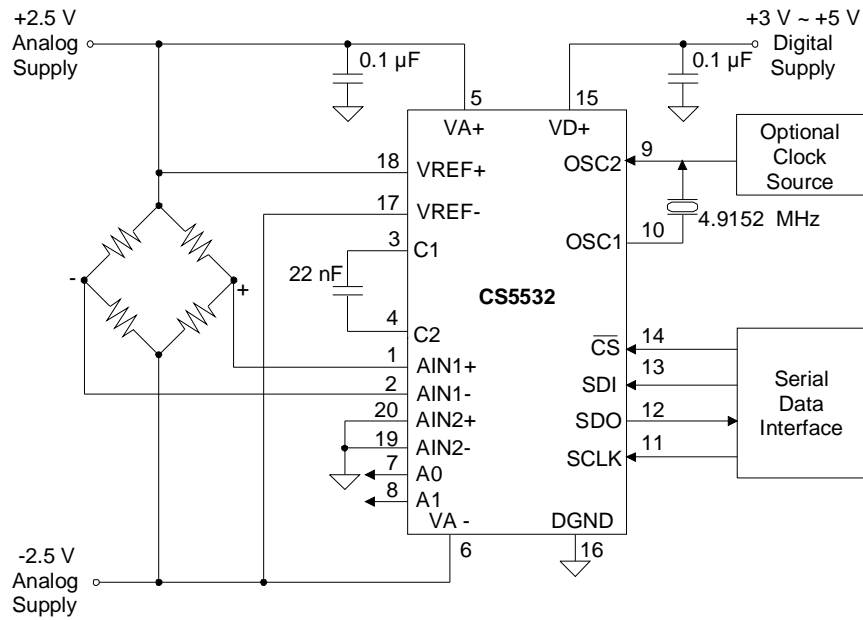 +2.5 V
Analog
Supply
+3 V ~ +5 V
Digital
Supply
0.1 µF
0.1 µF
5
15
VA+
VD+
Optional
Clock
Source
18
VREF+
OSC2
9
17
VREF-
4.9152 MHz
3
C1
OSC1
10
-
+
22 nF
CS5532
4
C2
CS
14
1
AIN1+
SDI
13
2
AIN1-
20
AIN2+
SDO
12
19
AIN2-
SCLK
11
Serial
Data
Interface
7
A0
8
A1
VA -
DGND
6
16
-2.5 V
Analog
Supply